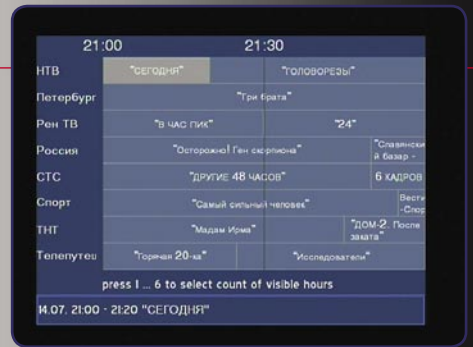 21:00 21:30
НТВ "СЕГОДНЯ" "ГОЛОВОРЕЗЫ"
Петербург "Три брата"
Рен ТВ "В ЧАС ПИК" "24"
Россия "Осторожно! Ген скорпиона" "Славянски
й базар -
СТС "ДРУГИЕ 48 ЧАСОВ" 6 КАДРОВ
Спорт "Самый сильный человек" Вести
-Спор
ТНТ "Мадам Ирма" "ДОМ-2. После
заката"
Телепутеш "Горячая 20-ка" "Исследователи"
press 1 ... 6 to select count of visible hours
14.07. 21:00 - 21:20 "СЕГОДНЯ"